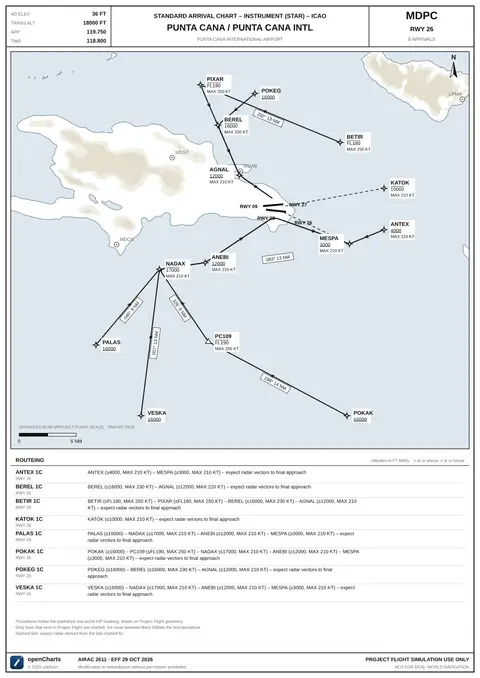 AD ELEV 36 FT
TRANS ALT 18000 FT
APP 119.750
TWR 118.800
STANDARD ARRIVAL CHART – INSTRUMENT (STAR) – ICAO
PUNTA CANA / PUNTA CANA INTL
PUNTA CANA INTERNATIONAL AIRPORT
MDPC
RWY 26
8 ARRIVALS
N
PIXAR
FL180
MAX 250 KT
POKEG
16000
BEREL
16000
MAX 230 KT
BETIR
FL180
MAX 250 KT
MDST
AGNAL
12000
MAX 210 KT
KATOK
10000
MAX 210 KT
RWY 09
RWY 27
RWY 08
RWY 26
MESPA
3000
MAX 210 KT
ANTEX
4000
MAX 210 KT
MDCR
NADAX
17000
MAX 210 KT
ANEBI
12000
MAX 210 KT
083° 13 NM
PALAS
16000
PC109
FL190
MAX 250 KT
298° 14 NM
VESKA
16000
POKAK
16000
0 5 NM
ROUTEING
ANTEX 1C
RWY 26
ANTEX (≥4000, MAX 210 KT) – MESPA (≥3000, MAX 210 KT) – expect radar vectors to final approach
BEREL 1C
RWY 26
BEREL (≤16000, MAX 230 KT) – AGNAL (≥12000, MAX 210 KT) – expect radar vectors to final approach
BETIR 1C
RWY 26
BETIR (≤FL180, MAX 250 KT) – PIXAR (≤FL180, MAX 250 KT) – BEREL (≤16000, MAX 230 KT) – AGNAL (≥12000, MAX 210
KT) – expect radar vectors to final approach
KATOK 1C
RWY 26
KATOK (≤10000, MAX 210 KT) – expect radar vectors to final approach
PALAS 1C
RWY 26
PALAS (≥16000) – NADAX (≤17000, MAX 210 KT) – ANEBI (≥12000, MAX 210 KT) – MESPA (≥3000, MAX 210 KT) – expect
radar vectors to final approach
POKAK 1C
RWY 26
POKAK (≥16000) – PC109 (≤FL190, MAX 250 KT) – NADAX (≤17000, MAX 210 KT) – ANEBI (≥12000, MAX 210 KT) – MESPA
(≥3000, MAX 210 KT) – expect radar vectors to final approach
POKEG 1C
RWY 26
POKEG (≥16000) – BEREL (≤16000, MAX 230 KT) – AGNAL (≥12000, MAX 210 KT) – expect radar vectors to final
approach
VESKA 1C
RWY 26
VESKA (≥16000) – NADAX (≤17000, MAX 210 KT) – ANEBI (≥12000, MAX 210 KT) – MESPA (≥3000, MAX 210 KT) – expect
radar vectors to final approach
openCharts
AIRAC 2611 - EFF 29 OCT 2026
PROJECT FLIGHT SIMULATION USE ONLY
NOT FOR REAL WORLD NAVIGATION